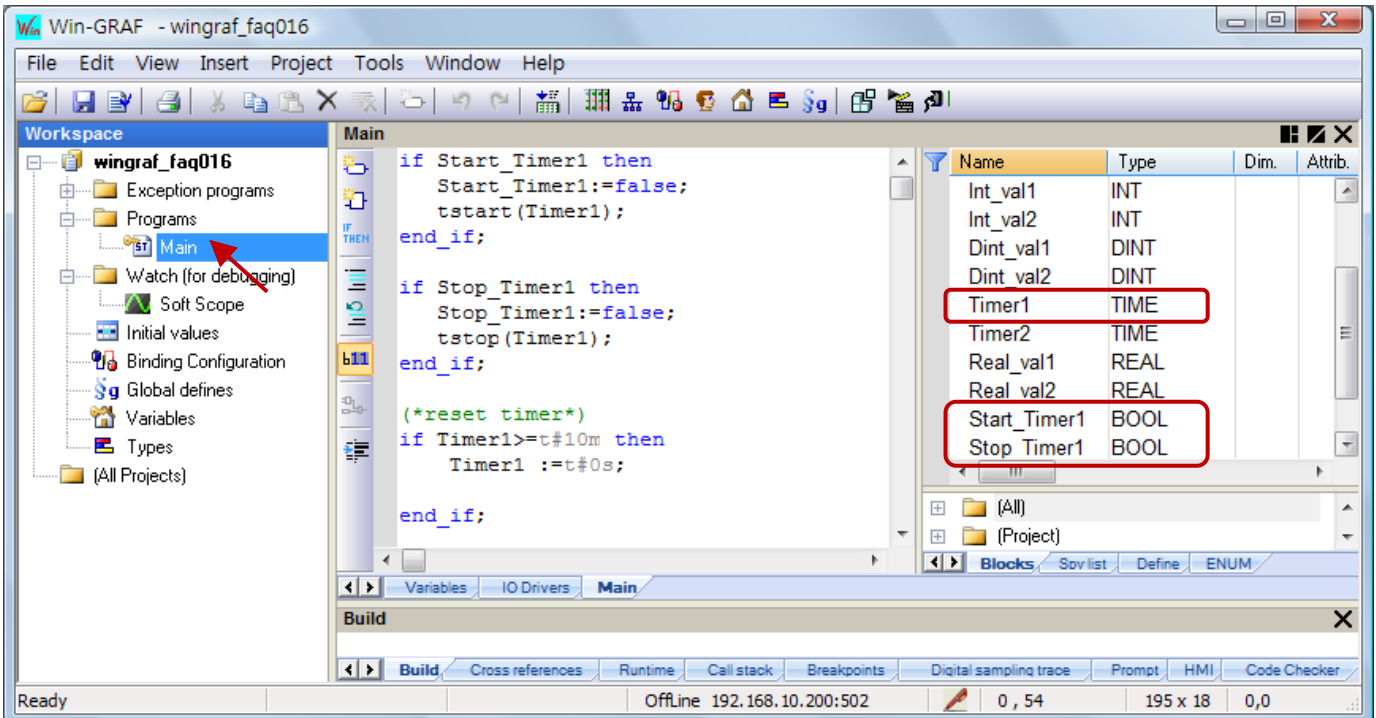 Win-GRAF - wingraf_faq016
File Edit View Insert Project Tools Window Help
Workspace
wingraf_faq016
Exception programs
Programs
Main
Watch (for debugging)
Soft Scope
Initial values
Binding Configuration
Global defines
Variables
Types
(All Projects)
Main
if Start_Timer1 then
Start_Timer1:=false;
tstart(Timer1);
end_if;
if Stop_Timer1 then
Stop_Timer1:=false;
tstop(Timer1);
end_if;
(*reset timer*)
if Timer1>=t#10m then
Timer1 :=t#0s;
end_if;
Name Type Dim. Attrib.
Int_val1 INT
Int_val2 INT
Dint_val1 DINT
Dint_val2 DINT
Timer1 TIME
Timer2 TIME
Real_val1 REAL
Real_val2 REAL
Start_Timer1 BOOL
Stop_Timer1 BOOL
(All)
(Project)
Blocks Spy list Define ENUM
Variables IO Drivers Main
Build
Build Cross references Runtime Call stack Breakpoints Digital sampling trace Prompt HMI Code Checker
Ready OffLine 192.168.10.200:502 0 , 54 195 x 18 0,0